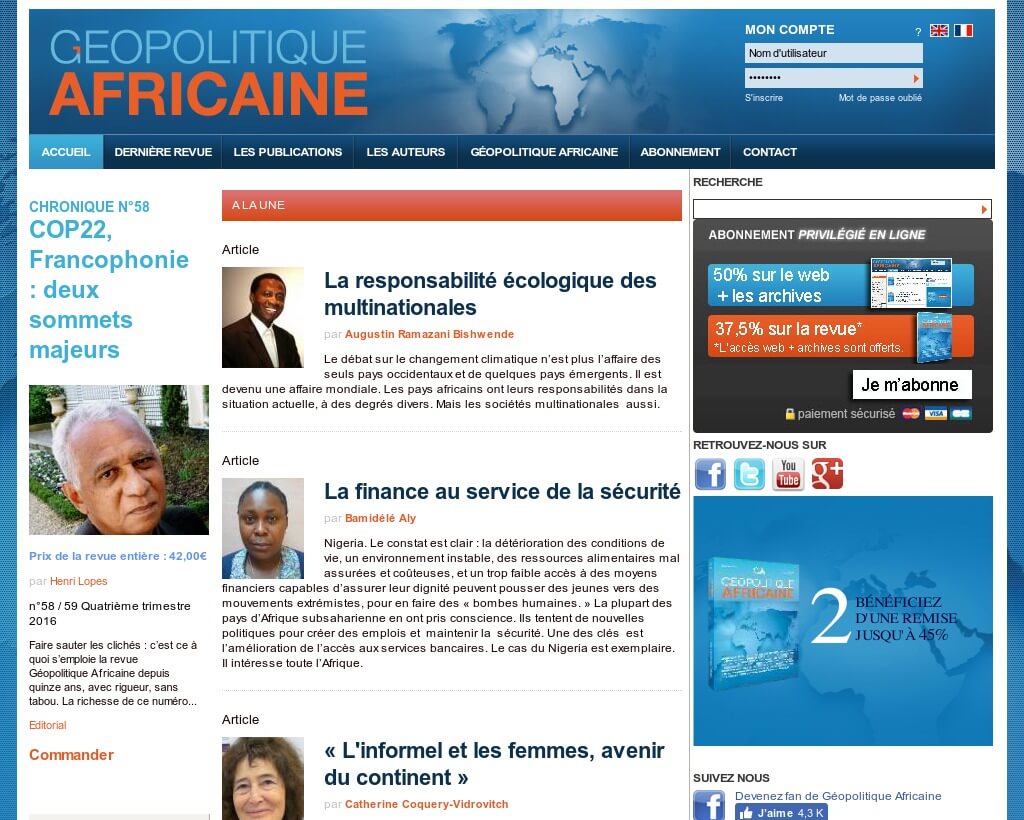 GEOPOLITIQUE
AFRICAINE
MON COMPTE
?
Nom d'utilisateur
••••••••
S'inscrire
Mot de passe oublié
ACCUEIL
DERNIÈRE REVUE
LES PUBLICATIONS
LES AUTEURS
GÉOPOLITIQUE AFRICAINE
ABONNEMENT
CONTACT
CHRONIQUE N°58
COP22,
Francophonie
: deux
sommets
majeurs
Prix de la revue entière : 42,00€
par Henri Lopes
n°58 / 59 Quatrième trimestre
2016
Faire sauter les clichés : c'est ce à
quoi s'emploie la revue
Géopolitique Africaine depuis
quinze ans, avec rigueur, sans
tabou. La richesse de ce numéro...
Editorial
Commander
A LA UNE
Article
La responsabilité écologique des
multinationales
par Augustin Ramazani Bishwende
Le débat sur le changement climatique n'est plus l'affaire des
seuls pays occidentaux et de quelques pays émergents. Il est
devenu une affaire mondiale. Les pays africains ont leurs responsabilités dans la
situation actuelle, à des degrés divers. Mais les sociétés multinationales aussi.
Article
La finance au service de la sécurité
par Bamidélé Aly
Nigeria. Le constat est clair : la détérioration des conditions de
vie, un environnement instable, des ressources alimentaires mal
assurées et coûteuses, et un trop faible accès à des moyens
financiers capables d'assurer leur dignité peuvent pousser des jeunes vers des
mouvements extrémistes, pour en faire des « bombes humaines. » La plupart des
pays d'Afrique subsaharienne en ont pris conscience. Ils tentent de nouvelles
politiques pour créer des emplois et maintenir la sécurité. Une des clés est
l'amélioration de l'accès aux services bancaires. Le cas du Nigeria est exemplaire.
Il intéresse toute l'Afrique.
Article
« L'informel et les femmes, avenir
du continent »
par Catherine Coquery-Vidrovitch
RECHERCHE
ABONNEMENT PRIVILÉGIÉ EN LIGNE
50% sur le web
+ les archives
37,5% sur la revue*
*L'accès web + archives sont offerts.
Je m'abonne
paiement sécurisé
VISA
RETROUVEZ-NOUS SUR
You
Tube
g+
GEOPOLITIQUE
AFRICAINE
2 BÉNÉFICIEZ
D'UNE REMISE
JUSQU'À 45%
SUIVEZ NOUS
Devenez fan de Géopolitique Africaine
J'aime 4,3 K